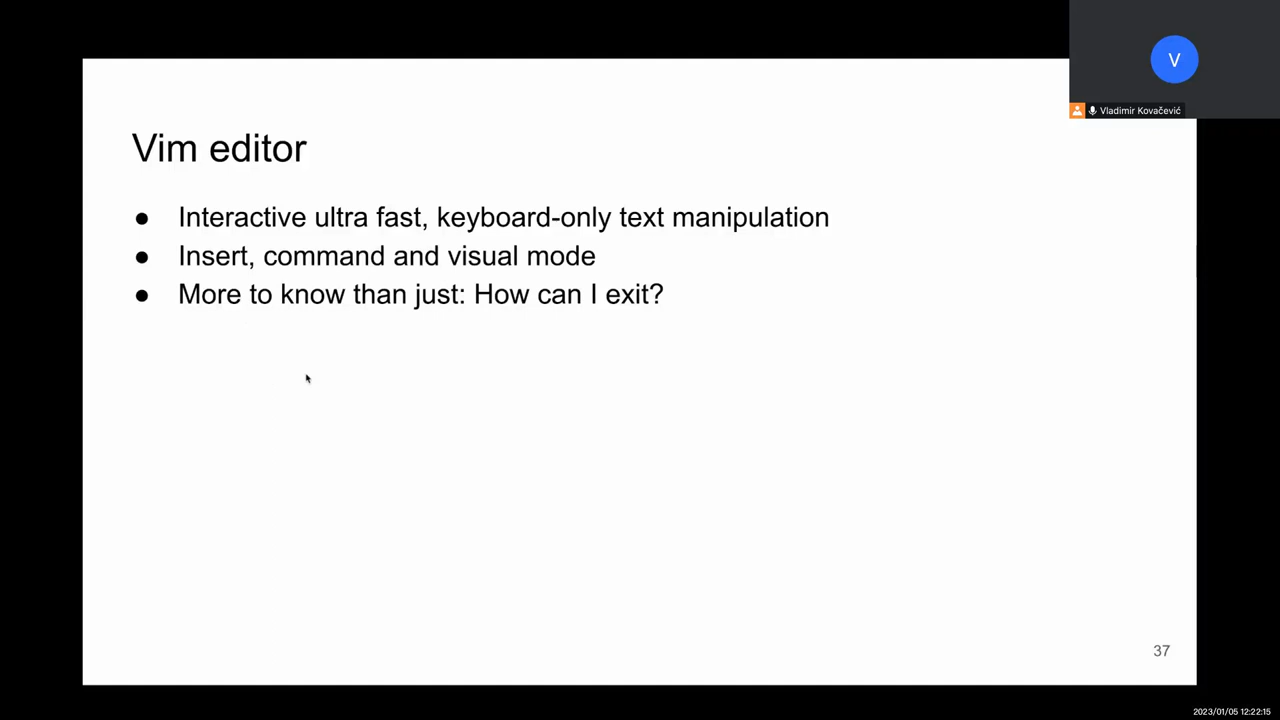 V
Vladimir Kovačević
Vim editor
● Interactive ultra fast, keyboard-only text manipulation
● Insert, command and visual mode
● More to know than just: How can I exit?
37
2023/01/05 12:22:15